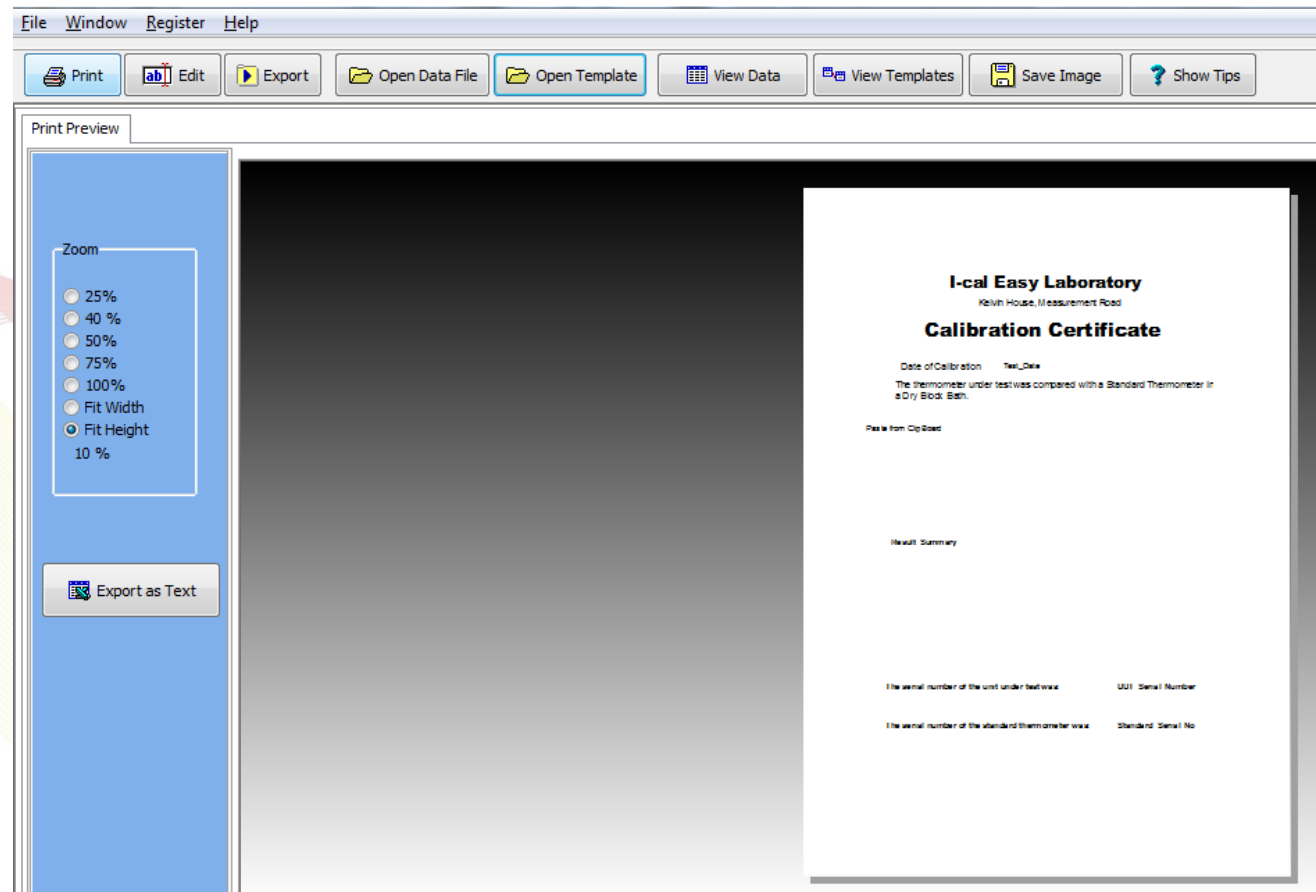 File Window Register Help
Print Edit Export Open Data File Open Template View Data View Templates Save Image Show Tips
Print Preview
Zoom
25%
40 %
50%
75%
100%
Fit Width
Fit Height
10 %
Export as Text
I-cal Easy Laboratory
Kelvin House, Measurement Road
Calibration Certificate
Date of Calibration Test_Date
The thermometer under test was compared with a Standard Thermometer in
a Dry Block Bath.
Paste from ClipBoard
Result Summary
The serial number of the unit under test was: UUT Serial Number
The serial number of the standard thermometer was: Standard Serial No